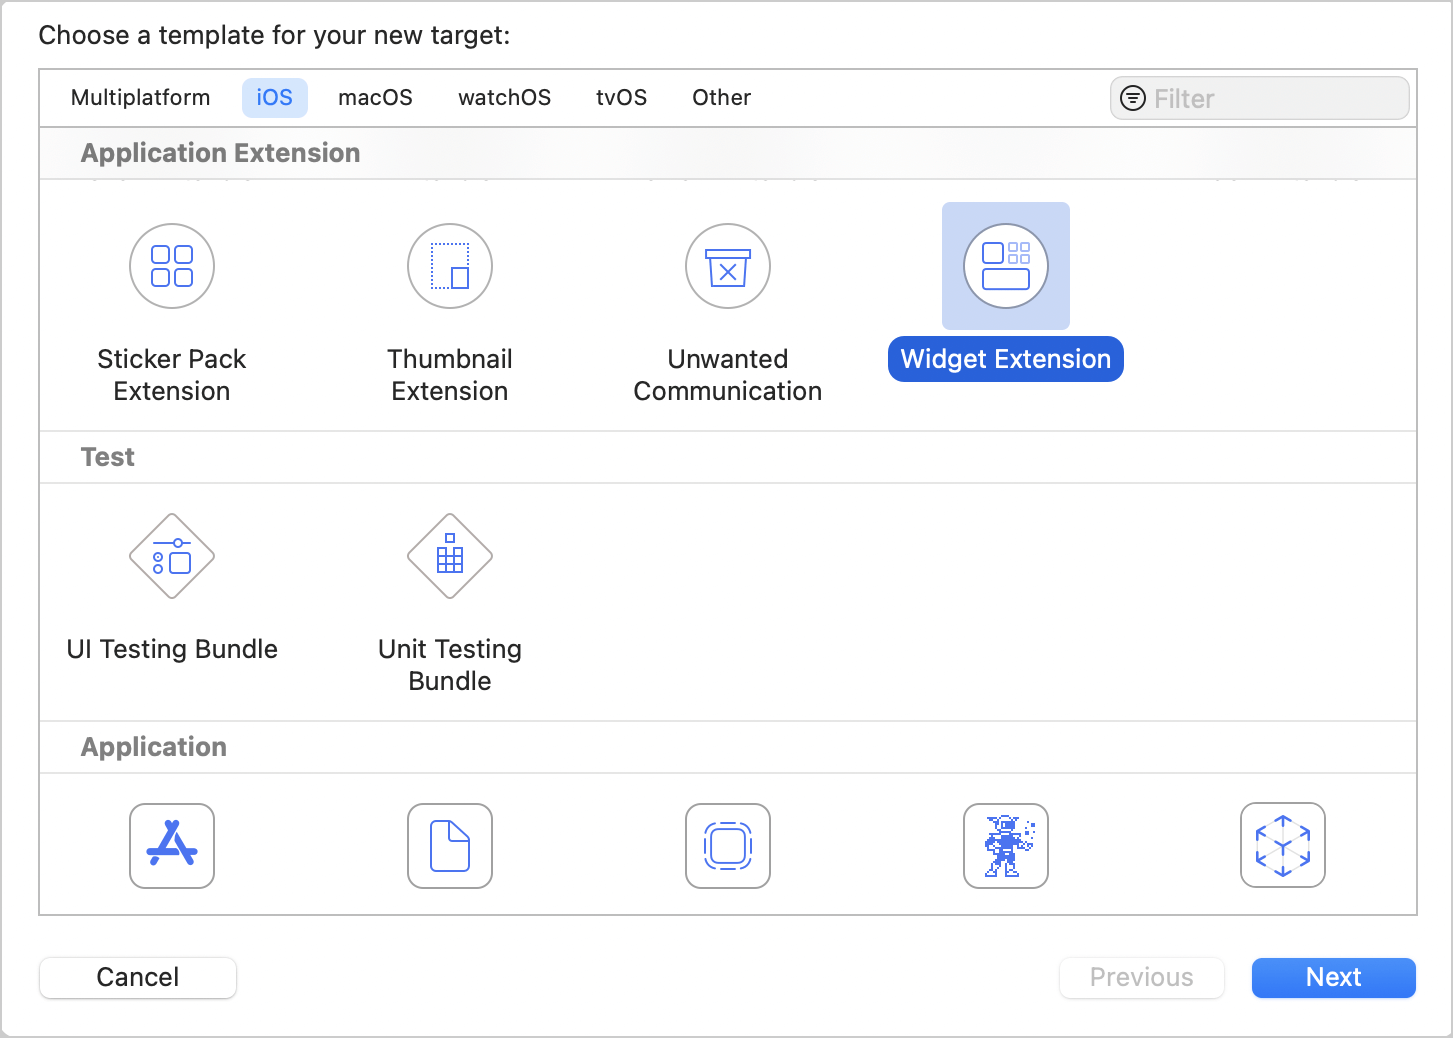 Choose a template for your new target:
Multiplatform iOS macOS watchOS tvOS Other Filter
Application Extension
Sticker Pack Extension
Thumbnail Extension
Unwanted Communication
Widget Extension
Test
UI Testing Bundle
Unit Testing Bundle
Application
Cancel Previous Next